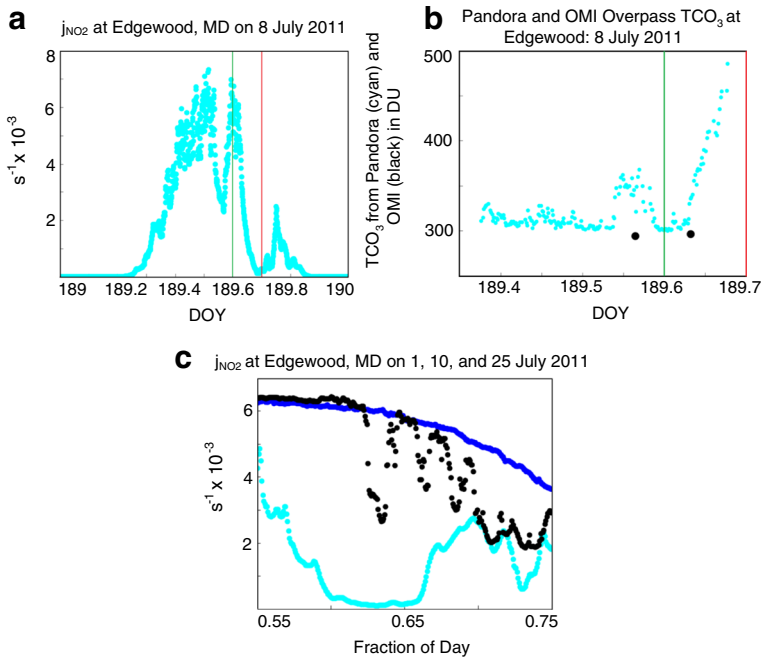 a
jNO2 at Edgewood, MD on 8 July 2011
8
6
4
2
s-1 x 10-3
189 189.2 189.4 189.6 189.8 190
DOY
b
Pandora and OMI Overpass TCO3 at
Edgewood: 8 July 2011
500
400
300
TCO3 from Pandora (cyan) and
OMI (black) in DU
189.4 189.5 189.6 189.7
DOY
c
jNO2 at Edgewood, MD on 1, 10, and 25 July 2011
6
4
2
s-1 x 10-3
0.55 0.65 0.75
Fraction of Day